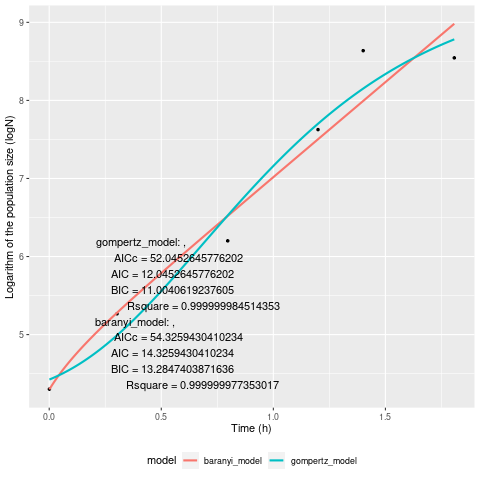 9
8
7
6
5
Logarithm of the population size (logN)
gompertz_model: ,
AICc = 52.0452645776202
AIC = 12.0452645776202
BIC = 11.0040619237605
Rsquare = 0.999999984514353
baranyi_model: ,
AICc = 54.3259430410234
AIC = 14.3259430410234
BIC = 13.2847403871636
Rsquare = 0.999999977353017
0.0 0.5 1.0 1.5
Time (h)
model baranyi_model gompertz_model